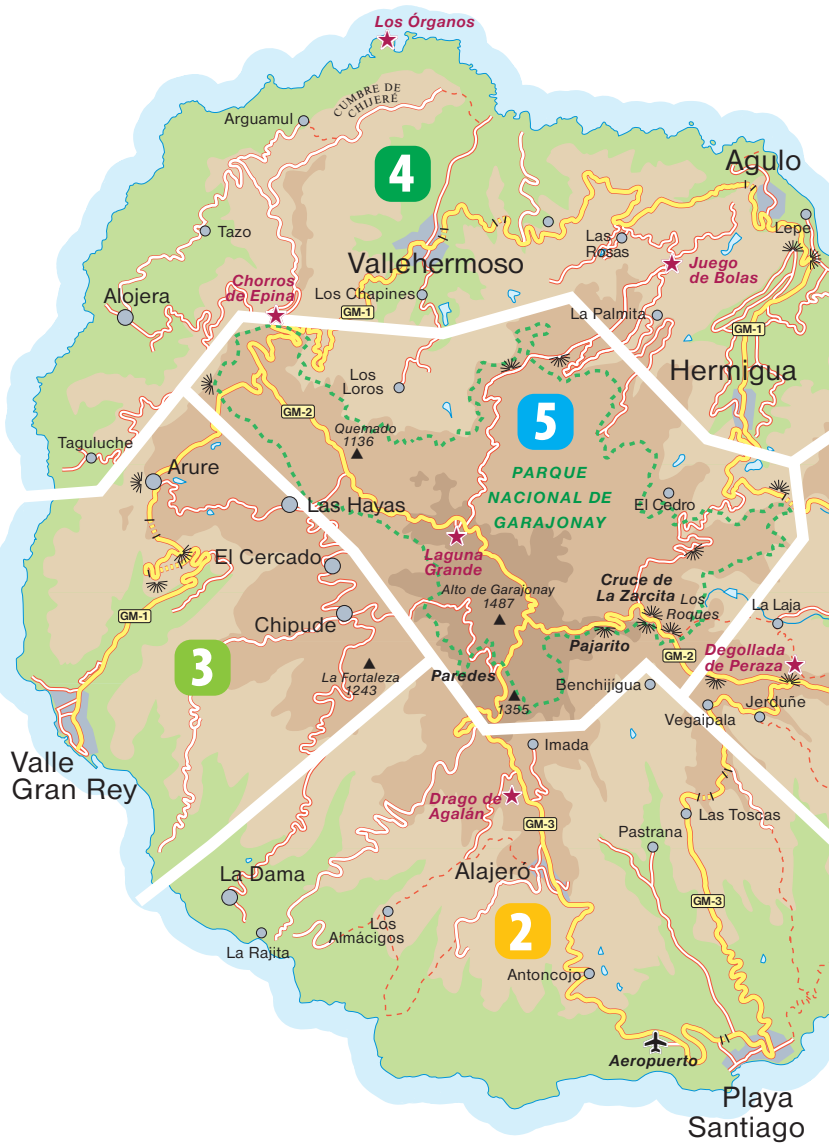 Los Órganos
CUMBRE DE
CHIJERÉ
Arguamul
4
Agulo
Tazo
Las
Rosas
Lepe
Vallehermoso
Juego
de Bolas
Chorros
de Epina
Los Chapines
Alojera
GM-1
La Palmita
GM-1
Los
Loros
Hermigua
GM-2
5
Quemado
1136
Taguluche
Arure
PARQUE
NACIONAL DE
GARAJONAY
Las Hayas
El Cedro
El Cercado
Laguna
Grande
Alto de Garajonay
1487
Cruce de
La Zarcita
Los
Roques
La Laja
GM-1
Chipude
Pajarito
GM-2
Degollada
de Peraza
3
La Fortaleza
1243
Paredes
Benchijigua
1355
Jerduñe
Vegaipala
Valle
Gran Rey
Imada
Drago de
Agalán
Las Toscas
GM-3
Pastrana
La Dama
Alajeró
GM-3
Los
Almácigos
2
La Rajita
Antoncojo
Aeropuerto
Playa
Santiago